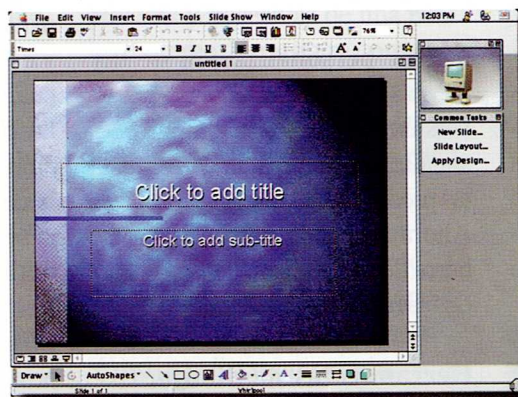 File Edit View Insert Format Tools Slide Show Window Help 12:03 PM
76%
Times 24 B I U S A A
untitled 1
Click to add title
Click to add sub-title
Common Tasks
New Slide...
Slide Layout...
Apply Design...
Draw AutoShapes A
Slide 1 of 1 Whirlpool